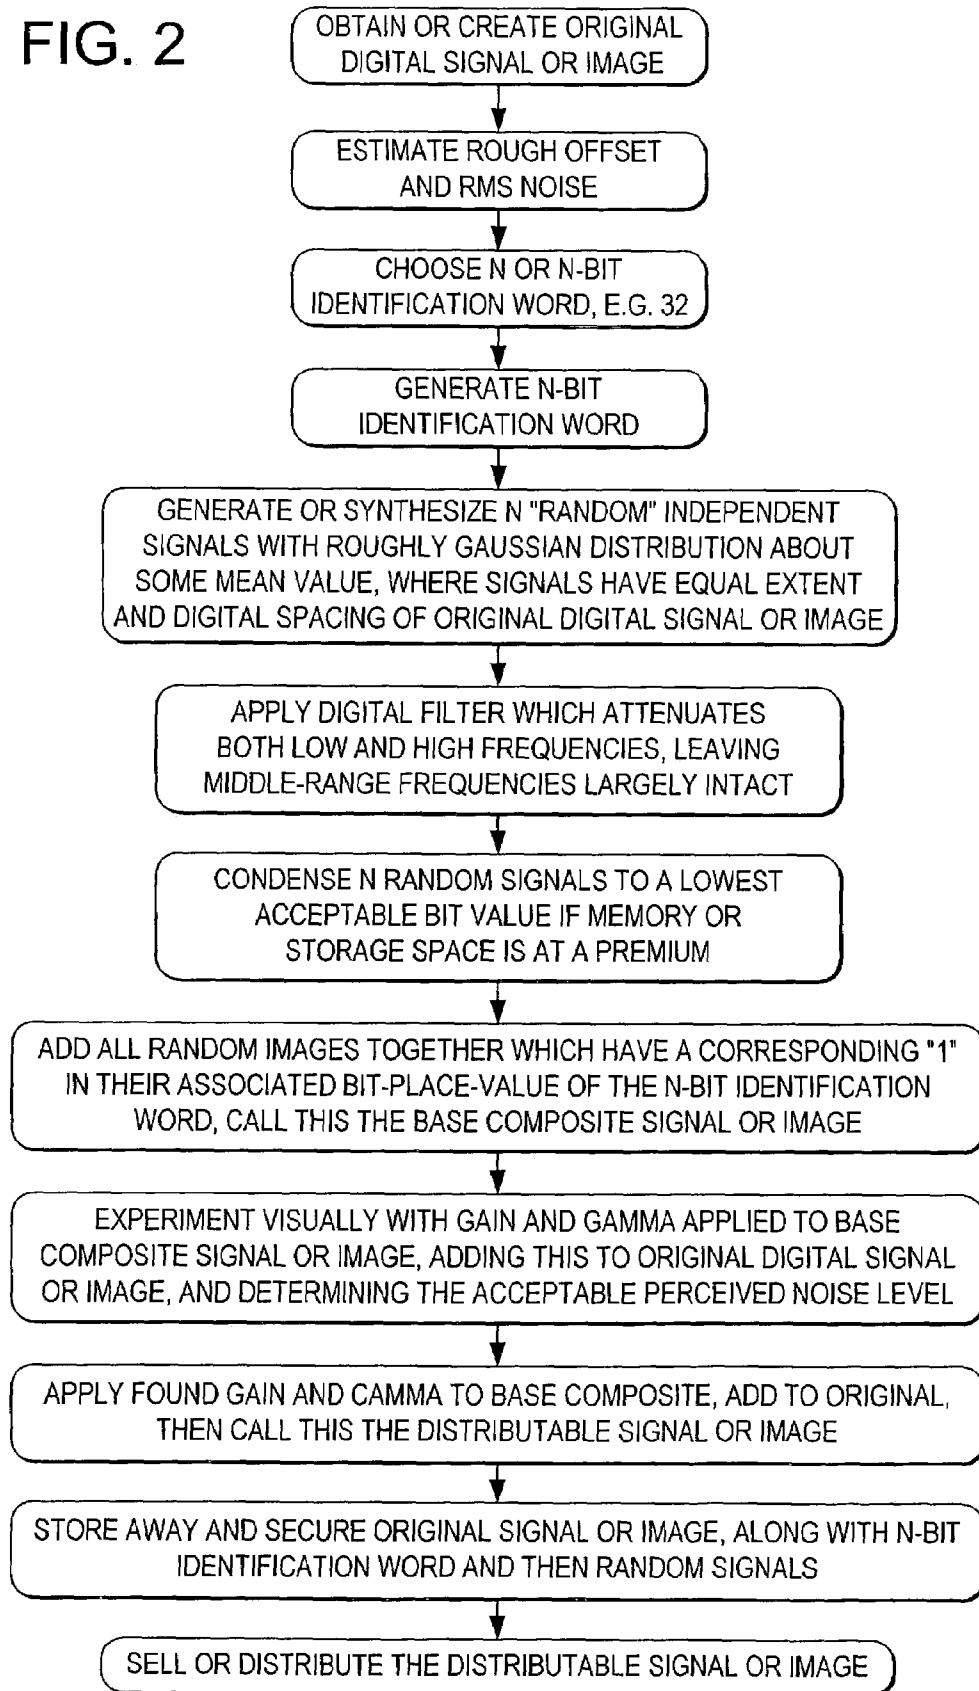 FIG. 2
OBTAIN OR CREATE ORIGINAL
DIGITAL SIGNAL OR IMAGE
ESTIMATE ROUGH OFFSET
AND RMS NOISE
CHOOSE N OR N-BIT
IDENTIFICATION WORD, E.G. 32
GENERATE N-BIT
IDENTIFICATION WORD
GENERATE OR SYNTHESIZE N "RANDOM" INDEPENDENT
SIGNALS WITH ROUGHLY GAUSSIAN DISTRIBUTION ABOUT
SOME MEAN VALUE, WHERE SIGNALS HAVE EQUAL EXTENT
AND DIGITAL SPACING OF ORIGINAL DIGITAL SIGNAL OR IMAGE
APPLY DIGITAL FILTER WHICH ATTENUATES
BOTH LOW AND HIGH FREQUENCIES, LEAVING
MIDDLE-RANGE FREQUENCIES LARGELY INTACT
CONDENSE N RANDOM SIGNALS TO A LOWEST
ACCEPTABLE BIT VALUE IF MEMORY OR
STORAGE SPACE IS AT A PREMIUM
ADD ALL RANDOM IMAGES TOGETHER WHICH HAVE A CORRESPONDING "1"
IN THEIR ASSOCIATED BIT-PLACE-VALUE OF THE N-BIT IDENTIFICATION
WORD, CALL THIS THE BASE COMPOSITE SIGNAL OR IMAGE
EXPERIMENT VISUALLY WITH GAIN AND GAMMA APPLIED TO BASE
COMPOSITE SIGNAL OR IMAGE, ADDING THIS TO ORIGINAL DIGITAL SIGNAL
OR IMAGE, AND DETERMINING THE ACCEPTABLE PERCEIVED NOISE LEVEL
APPLY FOUND GAIN AND CAMMA TO BASE COMPOSITE, ADD TO ORIGINAL,
THEN CALL THIS THE DISTRIBUTABLE SIGNAL OR IMAGE
STORE AWAY AND SECURE ORIGINAL SIGNAL OR IMAGE, ALONG WITH N-BIT
IDENTIFICATION WORD AND THEN RANDOM SIGNALS
SELL OR DISTRIBUTE THE DISTRIBUTABLE SIGNAL OR IMAGE